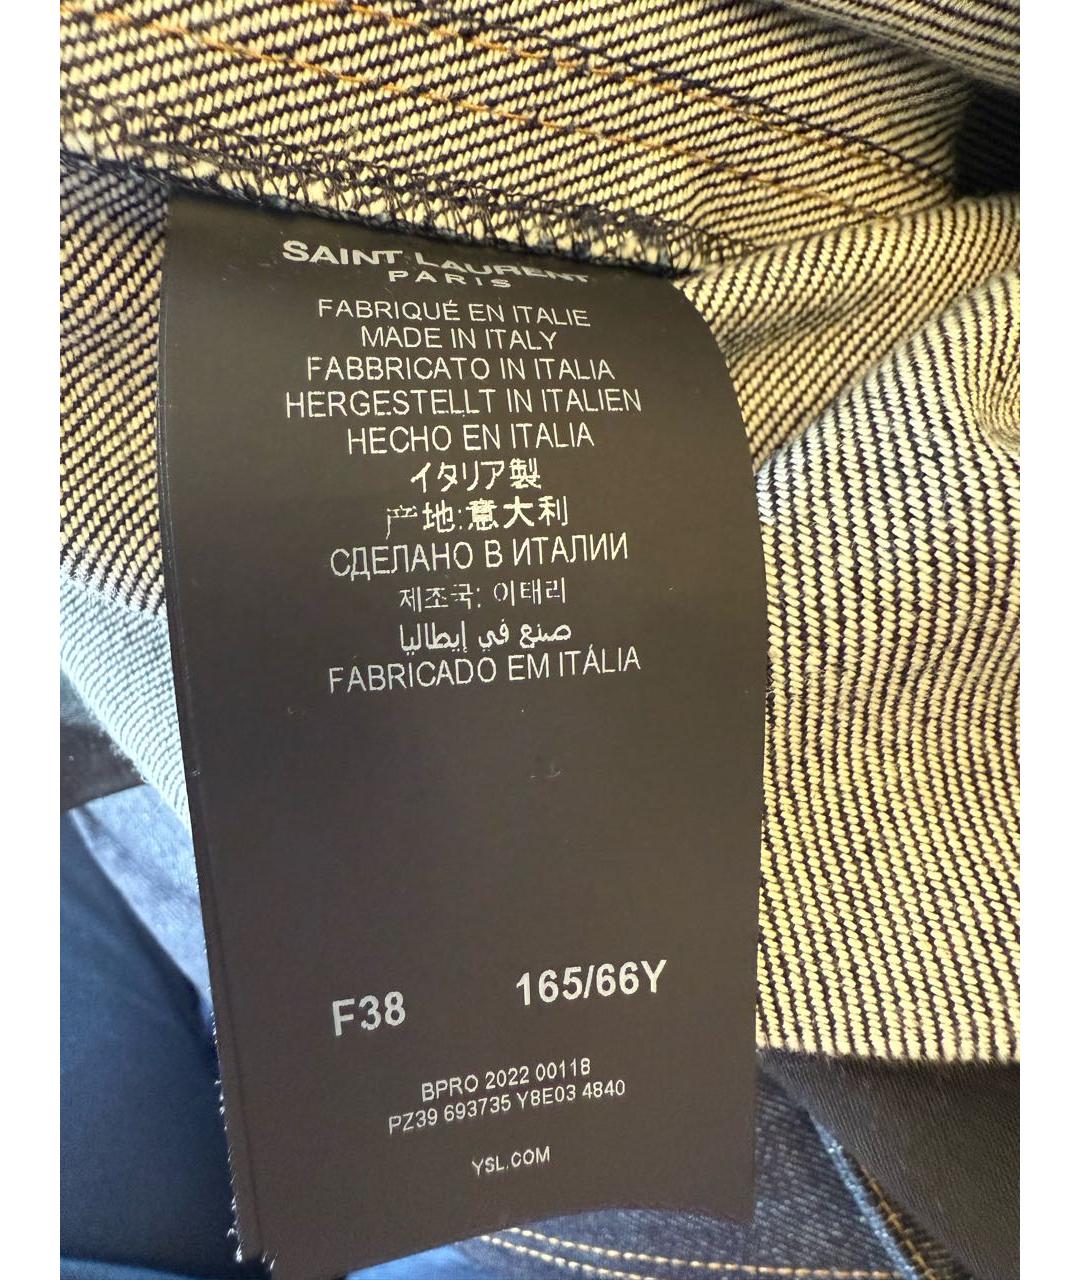 SAINT LAURENT
PARIS
FABRIQUÉ EN ITALIE
MADE IN ITALY
FABBRICATO IN ITALIA
HERGESTELLT IN ITALIEN
HECHO EN ITALIA
イタリア製
产地:意大利
СДЕЛАНО В ИТАЛИИ
제조국: 이태리
صنع في إيطاليا
FABRICADO EM ITÁLIA
F38 165/66Y
BPRO 2022 00118
PZ39 693735 Y8E03 4840
YSL.COM